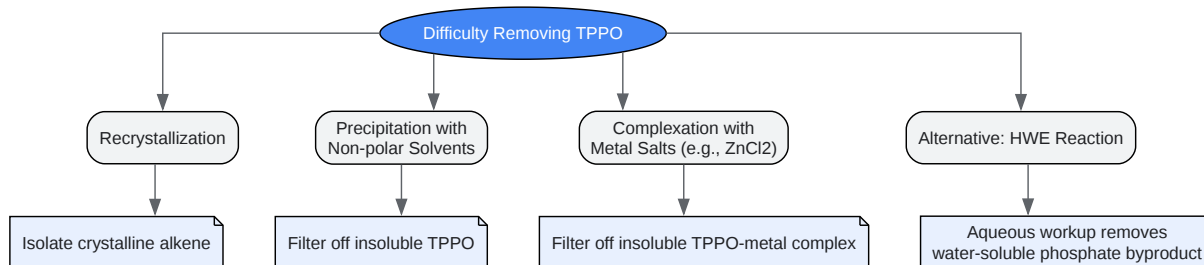 Difficulty Removing TPPO
Recrystallization
Precipitation with
Non-polar Solvents
Complexation with
Metal Salts (e.g., ZnCl2)
Alternative: HWE Reaction
Isolate crystalline alkene
Filter off insoluble TPPO
Filter off insoluble TPPO-metal complex
Aqueous workup removes
water-soluble phosphate byproduct